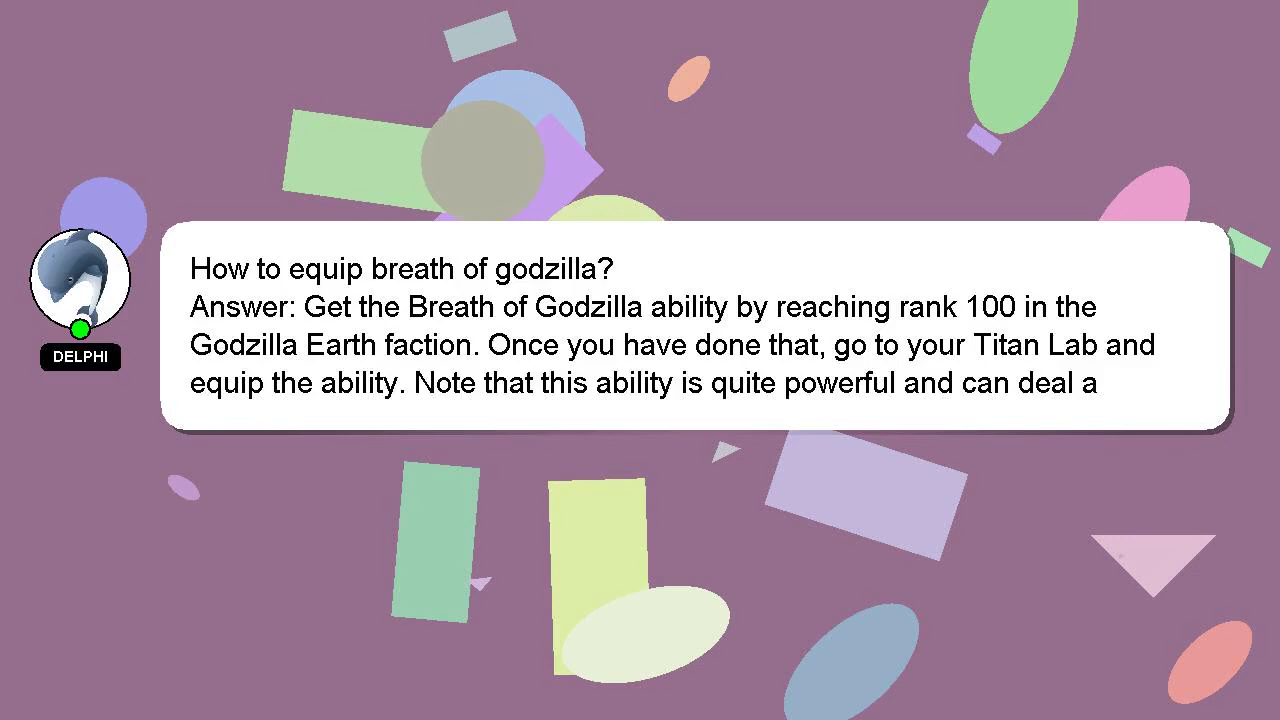 How to equip breath of godzilla?
Answer: Get the Breath of Godzilla ability by reaching rank 100 in the
Godzilla Earth faction. Once you have done that, go to your Titan Lab and
equip the ability. Note that this ability is quite powerful and can deal a
DELPHI